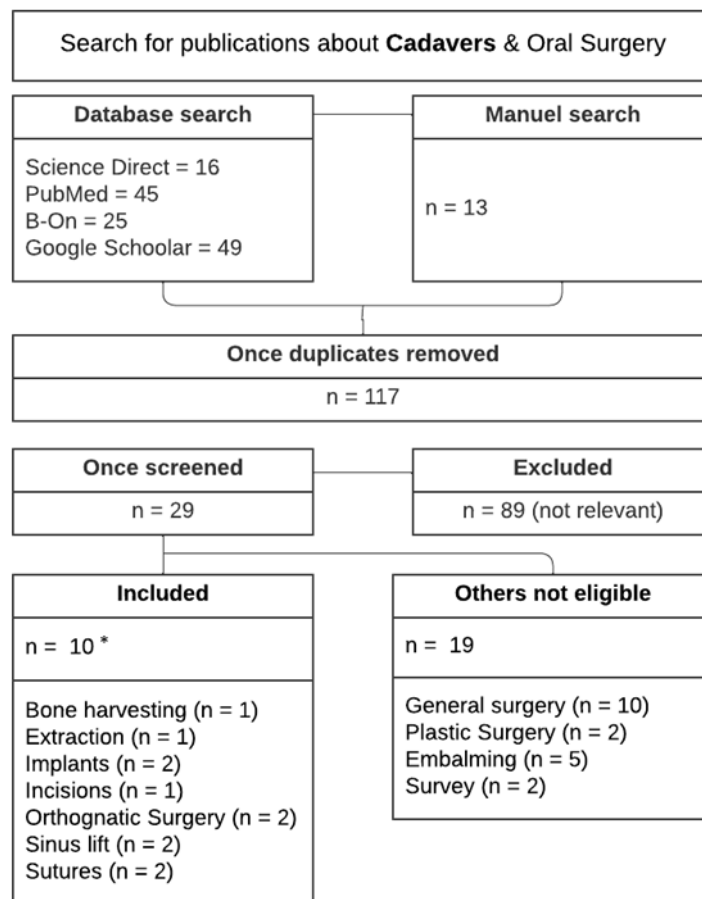 Search for publications about Cadavers & Oral Surgery
Database search
Science Direct = 16
PubMed = 45
B-On = 25
Google Schoolar = 49
Manuel search
n = 13
Once duplicates removed
n = 117
Once screened
n = 29
Excluded
n = 89 (not relevant)
Included
n = 10 *
Bone harvesting (n = 1)
Extraction (n = 1)
Implants (n = 2)
Incisions (n = 1)
Orthognatic Surgery (n = 2)
Sinus lift (n = 2)
Sutures (n = 2)
Others not eligible
n = 19
General surgery (n = 10)
Plastic Surgery (n = 2)
Embalming (n = 5)
Survey (n = 2)